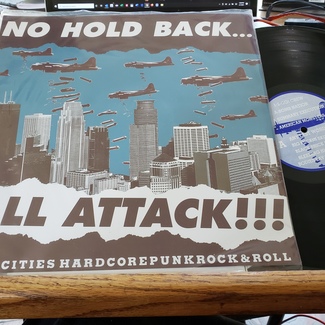 NO HOLD BACK...
LL ATTACK!!!
CITIES HARDCOREPUNKROCK&ROLL
AMERICAN